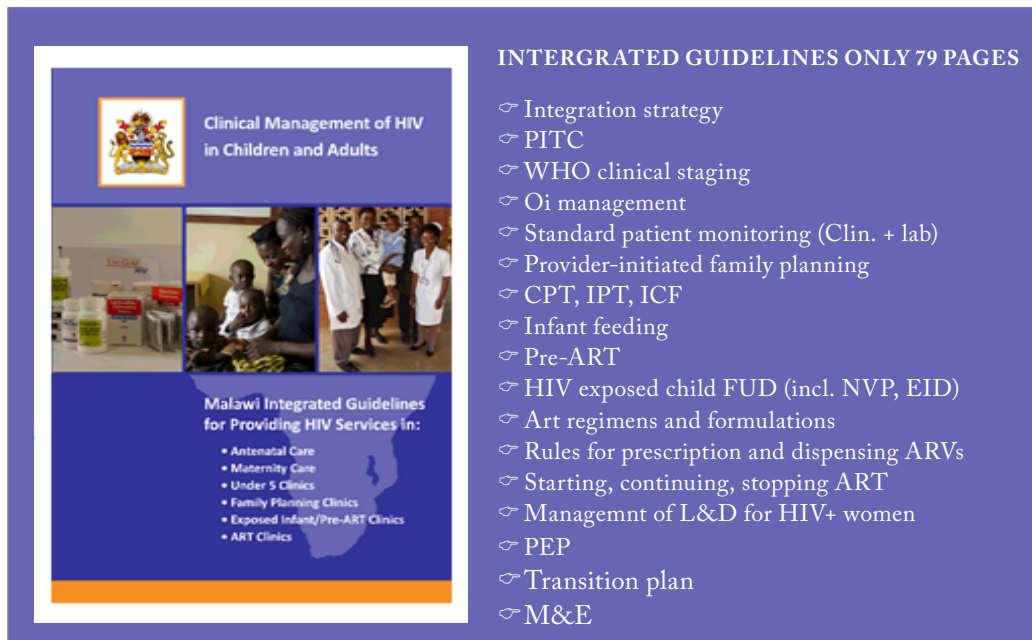 Clinical Management of HIV
in Children and Adults
Uni-Gold
HIV
Malawi Integrated Guidelines
for Providing HIV Services in:
• Antenatal Care
• Maternity Care
• Under 5 Clinics
• Family Planning Clinics
• Exposed Infant/Pre-ART Clinics
• ART Clinics
INTERGRATED GUIDELINES ONLY 79 PAGES
☞ Integration strategy
☞ PITC
☞ WHO clinical staging
☞ Oi management
☞ Standard patient monitoring (Clin. + lab)
☞ Provider-initiated family planning
☞ CPT, IPT, ICF
☞ Infant feeding
☞ Pre-ART
☞ HIV exposed child FUD (incl. NVP, EID)
☞ Art regimens and formulations
☞ Rules for prescription and dispensing ARVs
☞ Starting, continuing, stopping ART
☞ Managemnt of L&D for HIV+ women
☞ PEP
☞ Transition plan
☞ M&E